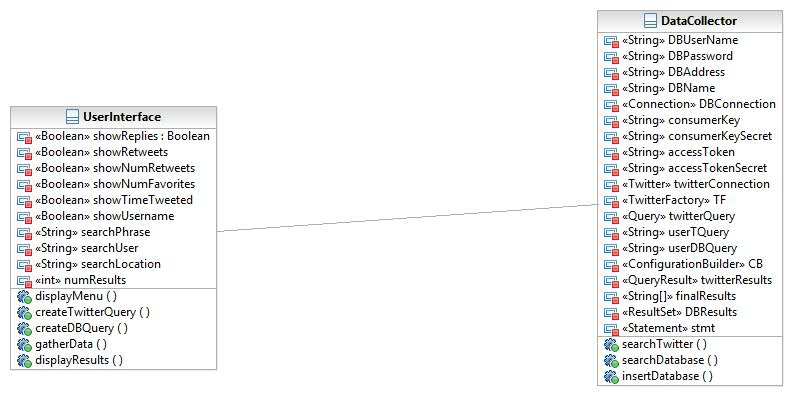 UserInterface
«Boolean» showReplies : Boolean
«Boolean» showRetweets
«Boolean» showNumRetweets
«Boolean» showNumFavorites
«Boolean» showTimeTweeted
«Boolean» showUsername
«String» searchPhrase
«String» searchUser
«String» searchLocation
«int» numResults
displayMenu ( )
createTwitterQuery ( )
createDBQuery ( )
gatherData ( )
displayResults ( )
DataCollector
«String» DBUserName
«String» DBPassword
«String» DBAddress
«String» DBName
«Connection» DBConnection
«String» consumerKey
«String» consumerKeySecret
«String» accessToken
«String» accessTokenSecret
«Twitter» twitterConnection
«TwitterFactory» TF
«Query» twitterQuery
«String» userTQuery
«String» userDBQuery
«ConfigurationBuilder» CB
«QueryResult» twitterResults
«String[]» finalResults
«ResultSet» DBResults
«Statement» stmt
searchTwitter ( )
searchDatabase ( )
insertDatabase ( )